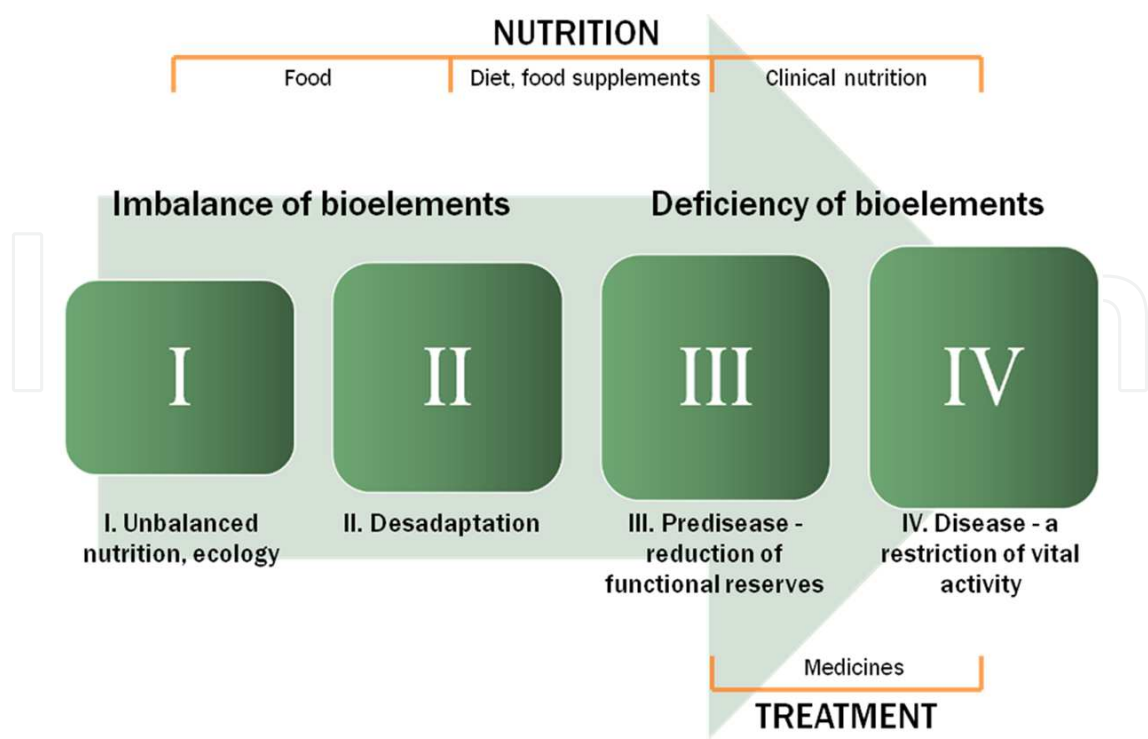 NUTRITION
Food
Diet, food supplements
Clinical nutrition
Imbalance of bioelements
Deficiency of bioelements
I
II
III
IV
I. Unbalanced
nutrition, ecology
II. Desadaptation
III. Predisease -
reduction of
functional reserves
IV. Disease - a
restriction of vital
activity
Medicines
TREATMENT